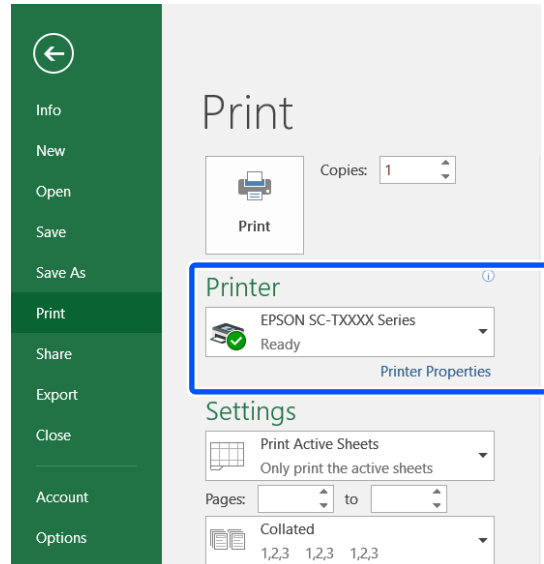 Info
New
Open
Save
Save As
Print
Share
Export
Close
Account
Options
Print
Copies: 1
Print
Printer
EPSON SC-TXXXX Series
Ready
Printer Properties
Settings
Print Active Sheets
Only print the active sheets
Pages: to
Collated
1,2,3 1,2,3 1,2,3